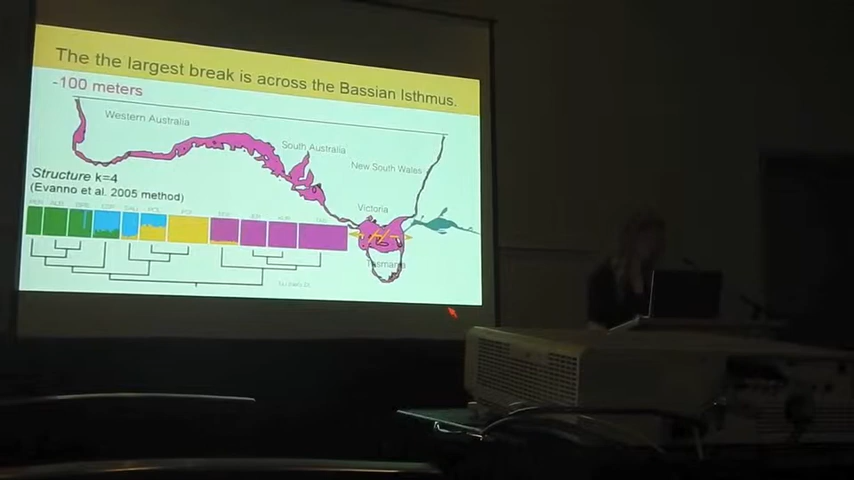 The the largest break is across the Bassian Isthmus.
-100 meters
Western Australia
South Australia
New South Wales
Structure k=4
(Evanno et al. 2005 method)
Victoria
Tasmania